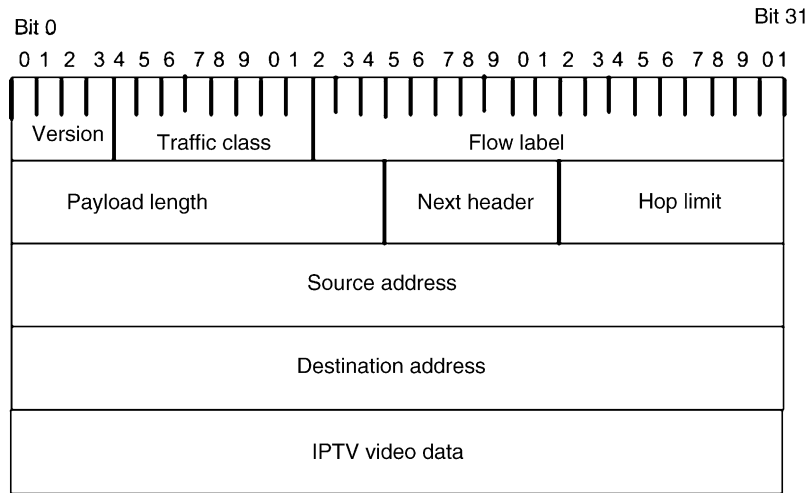 Bit 0
Bit 31
0 1 2 3 4 5 6 7 8 9 0 1 2 3 4 5 6 7 8 9 0 1 2 3 4 5 6 7 8 9 0 1
Version
Traffic class
Flow label
Payload length
Next header
Hop limit
Source address
Destination address
IPTV video data